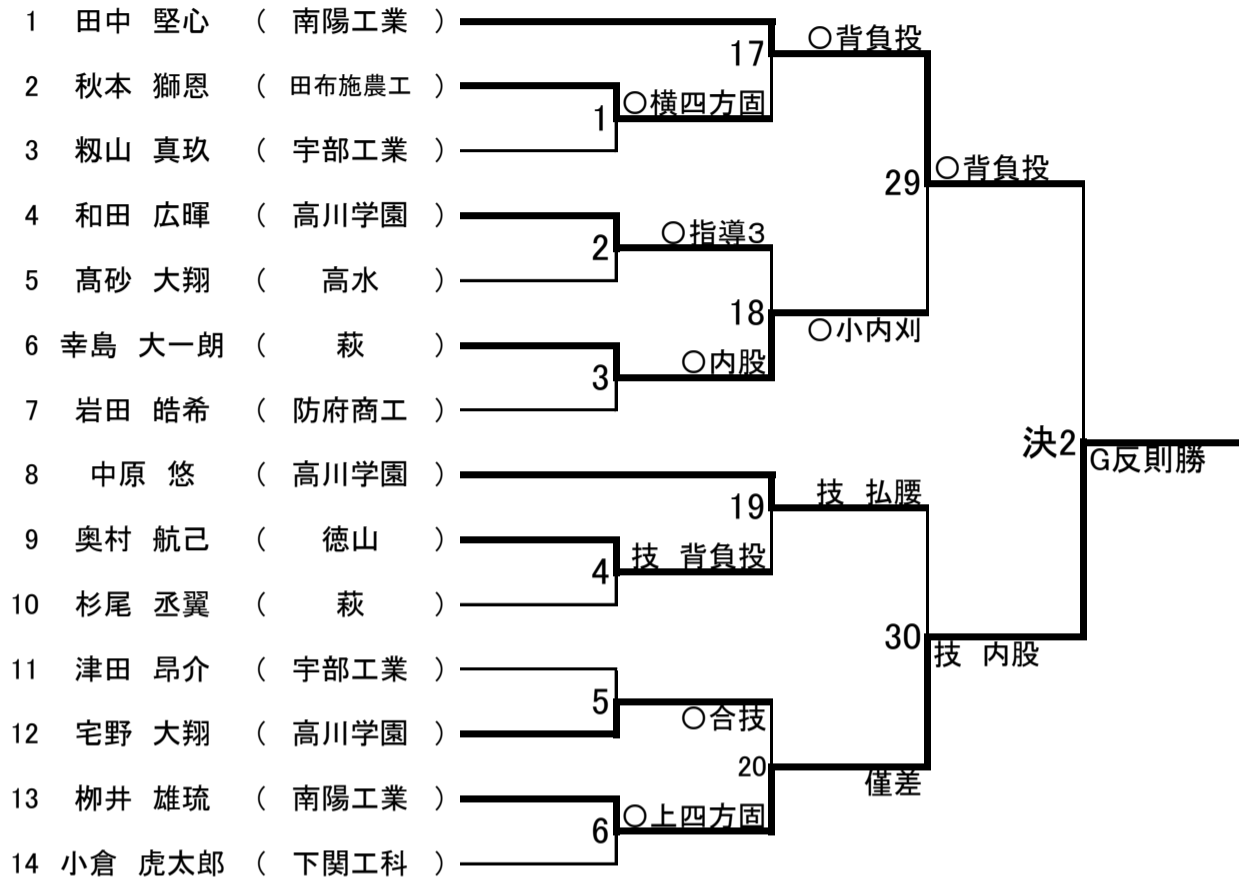 1 田中 堅心 ( 南陽工業 )
17 ○背負投
2 秋本 獅恩 ( 田布施農工 )
1 ○横四方固
3 籾山 真玖 ( 宇部工業 )
29 ○背負投
4 和田 広暉 ( 高川学園 )
2 ○指導3
5 髙砂 大翔 ( 高水 )
18 ○小内刈
6 幸島 大一朗 ( 萩 )
3 ○内股
7 岩田 皓希 ( 防府商工 )
決2 G反則勝
8 中原 悠 ( 高川学園 )
19 技 払腰
9 奥村 航己 ( 徳山 )
4 技 背負投
10 杉尾 丞翼 ( 萩 )
30 技 内股
11 津田 昂介 ( 宇部工業 )
5 ○合技
12 宅野 大翔 ( 高川学園 )
20 僅差
13 栁井 雄琉 ( 南陽工業 )
6 ○上四方固
14 小倉 虎太郎 ( 下関工科 )